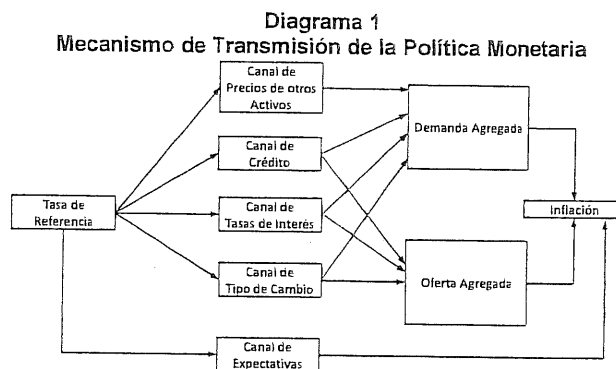 Diagrama 1
Mecanismo de Transmisión de la Política Monetaria
Canal de
Precios de otros
Activos
Canal de
Crédito
Demanda Agregada
Tasa de
Referencia
Canal de
Tasas de Interés
Inflación
Canal de
Tipo de Cambio
Oferta Agregada
Canal de
Expectativas